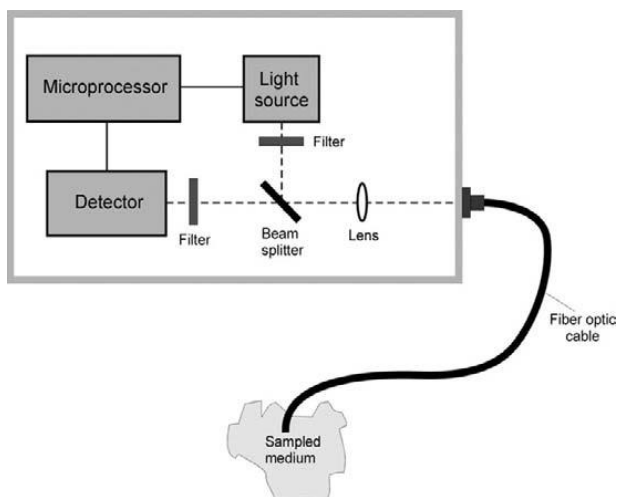 Microprocessor
Light
source
Filter
Detector
Filter
Beam
splitter
Lens
Fiber optic
cable
Sampled
medium